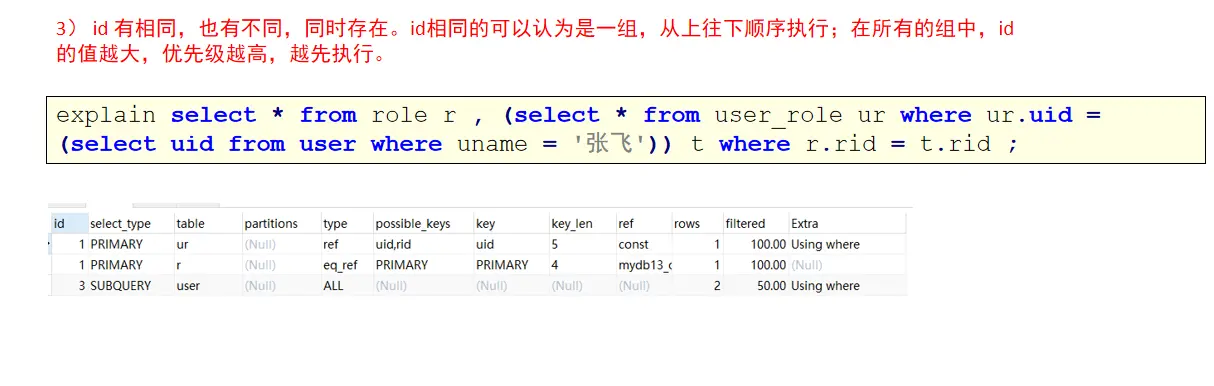 3） id 有相同，也有不同，同时存在。id相同的可以认为是一组，从上往下顺序执行；在所有的组中，id
的值越大，优先级越高，越先执行。
explain select * from role r , (select * from user_role ur where ur.uid =
(select uid from user where uname = '张飞')) t where r.rid = t.rid ;
id select_type table partitions type possible_keys key key_len ref rows filtered Extra
1 PRIMARY ur (Null) ref uid,rid uid 5 const 1 100.00 Using where
1 PRIMARY r (Null) eq_ref PRIMARY PRIMARY 4 1 100.00 (Null)
3 SUBQUERY user (Null) ALL (Null) (Null) (Null) (Null) 2 50.00 Using where